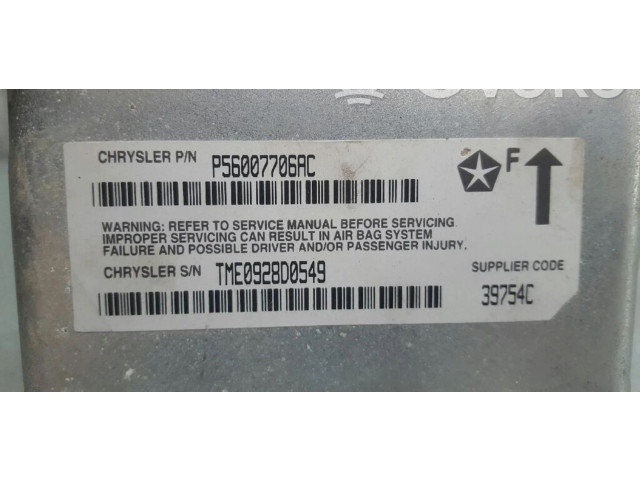 CHRYSLER P/N P56007706AC
F
WARNING: REFER TO SERVICE MANUAL BEFORE SERVICING.
IMPROPER SERVICING CAN RESULT IN AIR BAG SYSTEM
FAILURE AND POSSIBLE DRIVER AND/OR PASSENGER INJURY.
CHRYSLER S/N TME0928D0549
SUPPLIER CODE
39754C